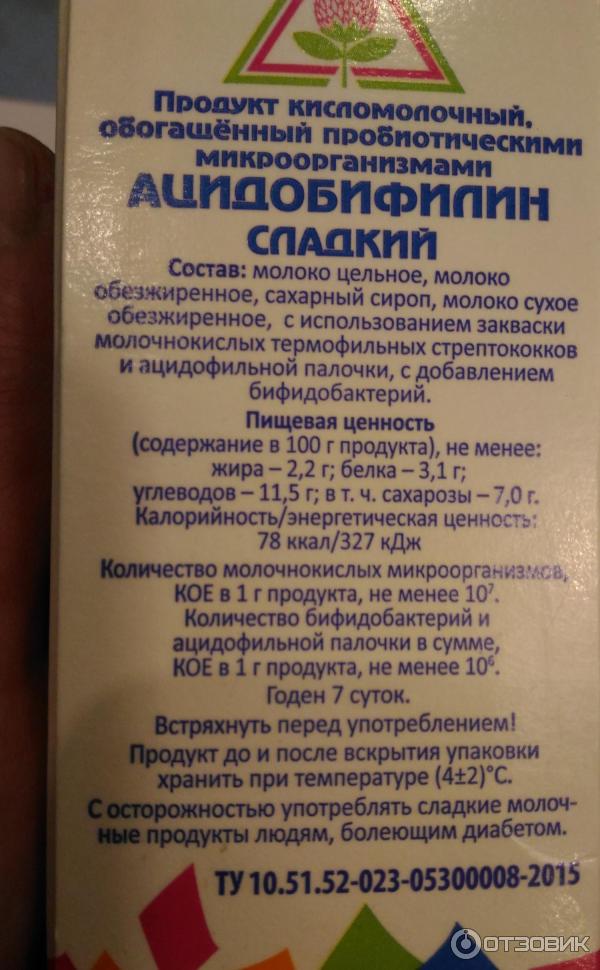 Продукт кисломолочный,
обогащённый пробиотическими
микроорганизмами
АЦИДОБИФИЛИН
СЛАДКИЙ
Состав: молоко цельное, молоко
обезжиренное, сахарный сироп, молоко сухое
обезжиренное, с использованием закваски
молочнокислых термофильных стрептококков
и ацидофильной палочки, с добавлением
бифидобактерий.
Пищевая ценность
(содержание в 100 г продукта), не менее:
жира – 2,2 г; белка – 3,1 г;
углеводов – 11,5 г; в т. ч. сахарозы – 7,0 г.
Калорийность/энергетическая ценность:
78 ккал/327 кДж
Количество молочнокислых микроорганизмов,
КОЕ в 1 г продукта, не менее 10⁷.
Количество бифидобактерий и
ацидофильной палочки в сумме,
КОЕ в 1 г продукта, не менее 10⁶.
Годен 7 суток.
Встряхнуть перед употреблением!
Продукт до и после вскрытия упаковки
хранить при температуре (4±2)°С.
С осторожностью употреблять сладкие молоч-
ные продукты людям, болеющим диабетом.
ТУ 10.51.52-023-05300008-2015
ОТЗОВИК